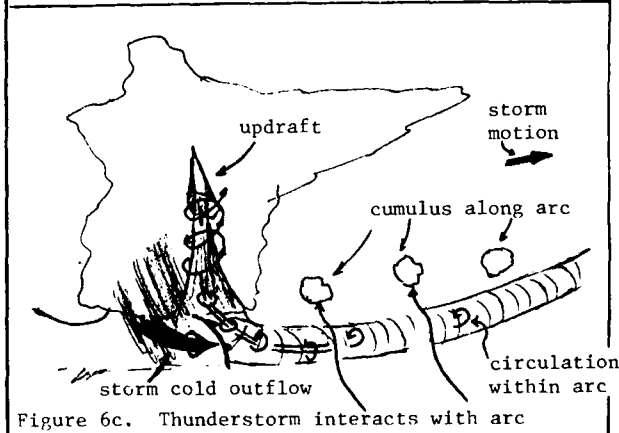 storm
motion
updraft
cumulus along arc
circulation
within arc
storm cold outflow
Figure 6c. Thunderstorm interacts with arc